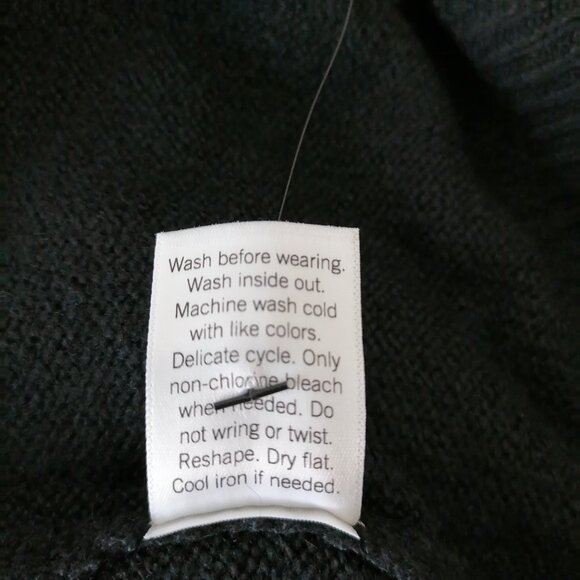 Wash before wearing.
Wash inside out.
Machine wash cold
with like colors.
Delicate cycle. Only
non-chlorine bleach
when needed. Do
not wring or twist.
Reshape. Dry flat.
Cool iron if needed.